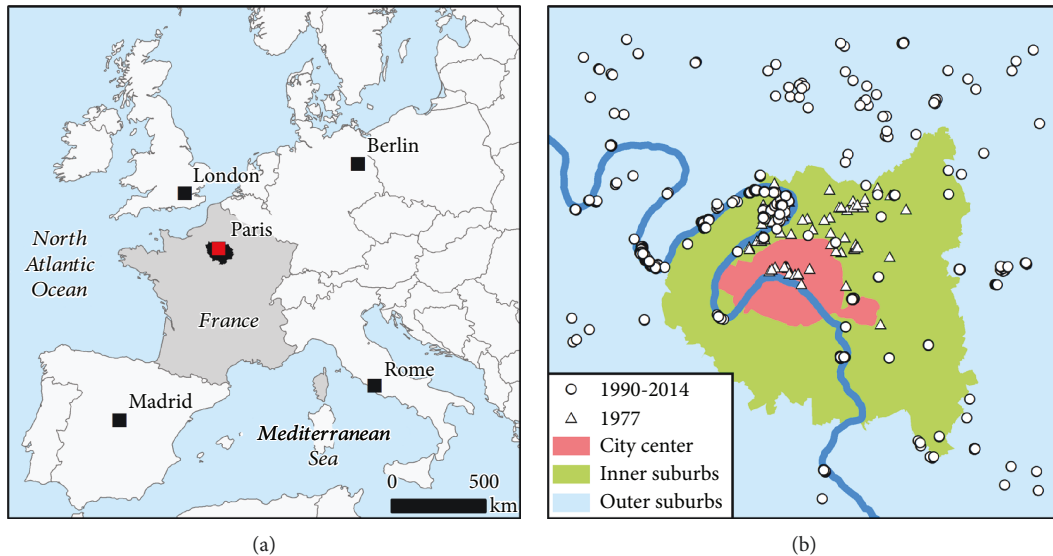 Berlin
London
Paris
North
Atlantic
Ocean
France
Rome
Madrid
Mediterranean
Sea
0 500
km
(a)
1990-2014
1977
City center
Inner suburbs
Outer suburbs
(b)